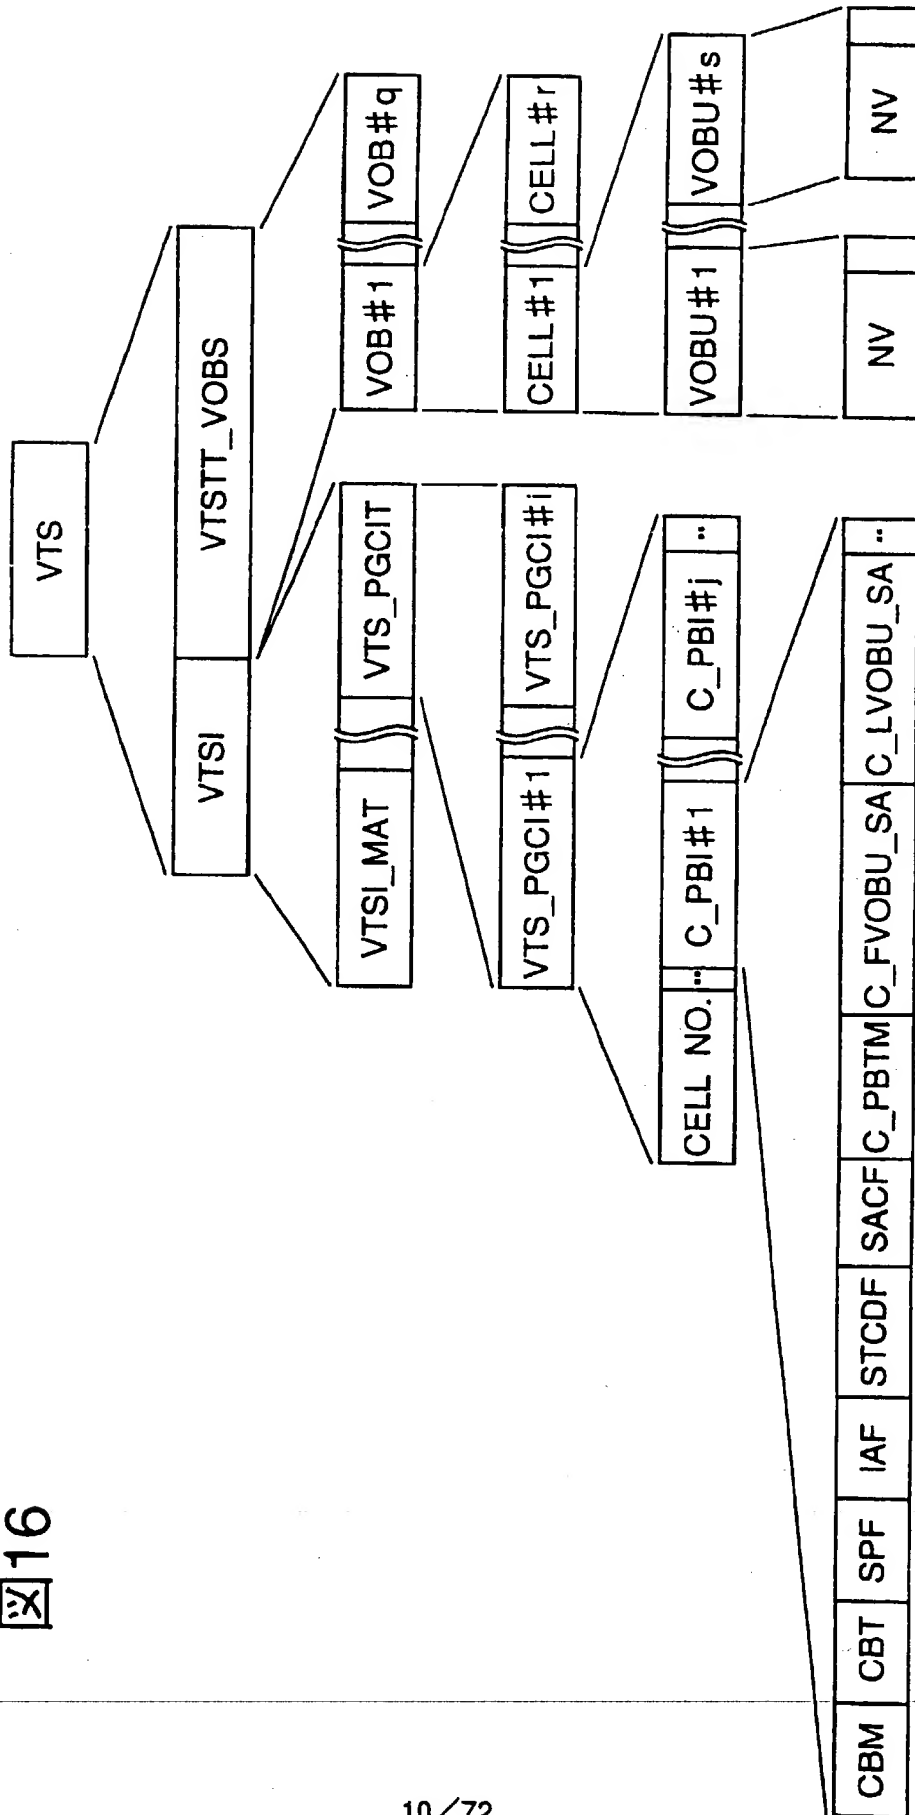 図16
VTS
VTSI VTSTT_VOBS
VTSI_MAT VTS_PGCIT VOB#1 VOB#q
VTS_PGCI#1 VTS_PGCI#i CELL#1 CELL#r
CELL NO. ‥ C_PBI#1 C_PBI#j ‥ VOBU#1 VOBU#s
CBM CBT SPF IAF STCDF SACF C_PBTM C_FVOBU_SA C_LVOBU_SA ‥ NV NV
10/72